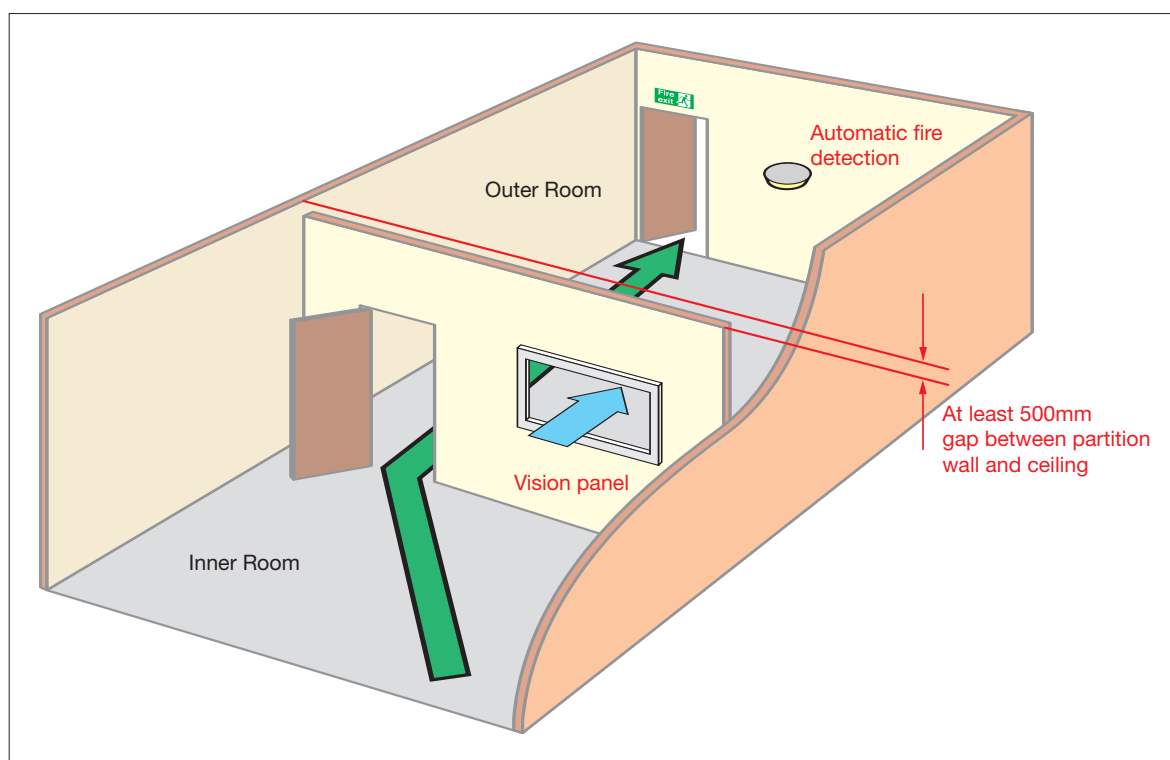 Fire
exit
Automatic fire
detection
Outer Room
At least 500mm
gap between partition
wall and ceiling
Vision panel
Inner Room